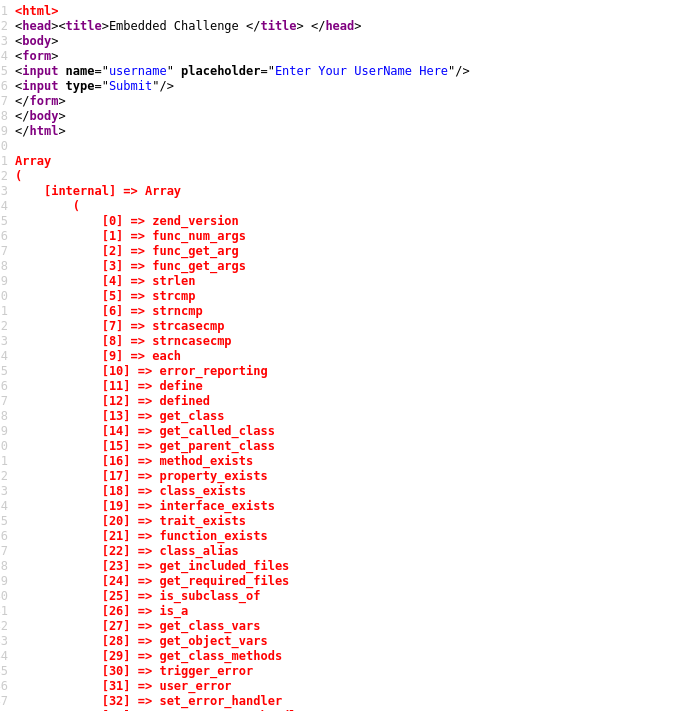 1 <html>
2 <head><title>Embedded Challenge </title> </head>
3 <body>
4 <form>
5 <input name="username" placeholder="Enter Your UserName Here"/>
6 <input type="Submit"/>
7 </form>
8 </body>
9 </html>
0
1 Array
2 (
3     [internal] => Array
4         (
5             [0] => zend_version
6             [1] => func_num_args
7             [2] => func_get_arg
8             [3] => func_get_args
9             [4] => strlen
0             [5] => strcmp
1             [6] => strncmp
2             [7] => strcasecmp
3             [8] => strncasecmp
4             [9] => each
5             [10] => error_reporting
6             [11] => define
7             [12] => defined
8             [13] => get_class
9             [14] => get_called_class
0             [15] => get_parent_class
1             [16] => method_exists
2             [17] => property_exists
3             [18] => class_exists
4             [19] => interface_exists
5             [20] => trait_exists
6             [21] => function_exists
7             [22] => class_alias
8             [23] => get_included_files
9             [24] => get_required_files
0             [25] => is_subclass_of
1             [26] => is_a
2             [27] => get_class_vars
3             [28] => get_object_vars
4             [29] => get_class_methods
5             [30] => trigger_error
6             [31] => user_error
7             [32] => set_error_handler